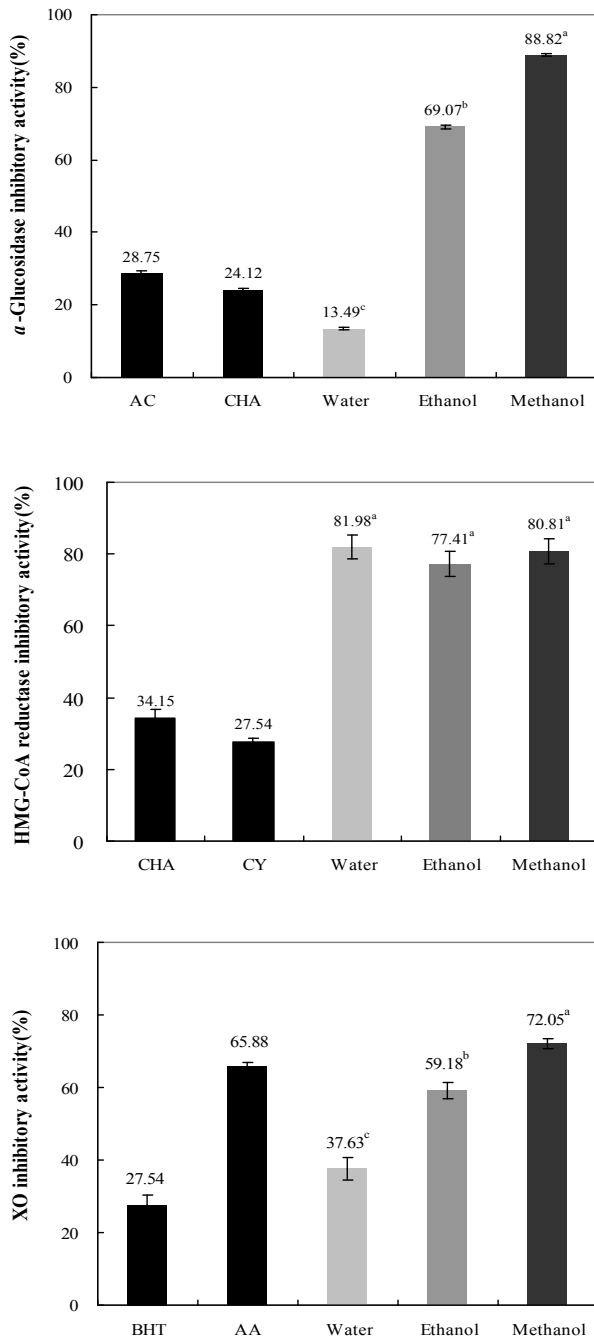 α-Glucosidase inhibitory activity(%)
100
80
60
40
20
0
28.75
24.12
13.49c
69.07b
88.82a
AC CHA Water Ethanol Methanol
HMG-CoA reductase inhibitory activity(%)
100
80
60
40
20
0
34.15
27.54
81.98a
77.41a
80.81a
CHA CY Water Ethanol Methanol
XO inhibitory activity(%)
100
80
60
40
20
0
27.54
65.88
37.63c
59.18b
72.05a
BHT AA Water Ethanol Methanol